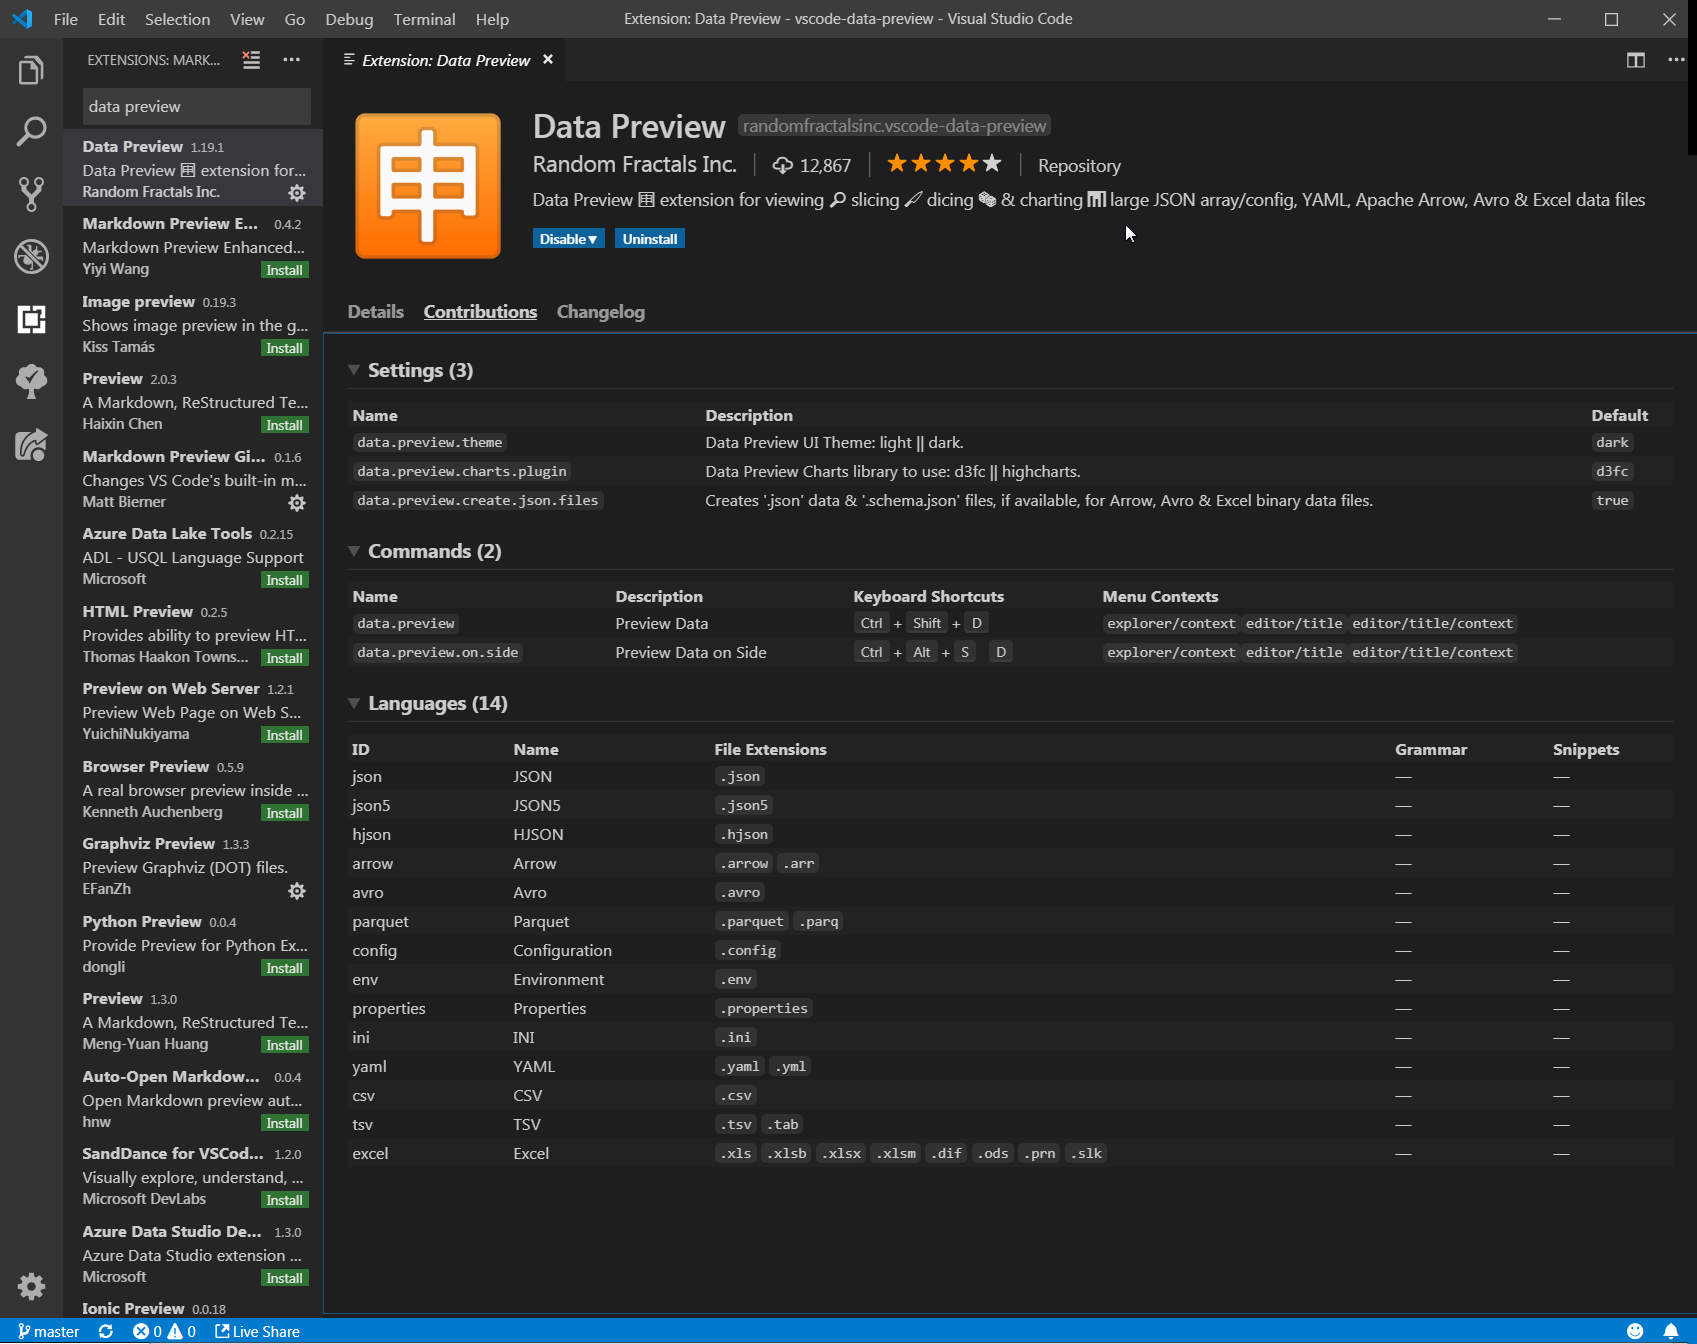 File Edit Selection View Go Debug Terminal Help
Extension: Data Preview - vscode-data-preview - Visual Studio Code
EXTENSIONS: MARK...
data preview
Data Preview 1.19.1
Data Preview 🈸 extension for...
Random Fractals Inc.
Markdown Preview E... 0.4.2
Markdown Preview Enhanced...
Yiyi Wang Install
Image preview 0.19.3
Shows image preview in the g...
Kiss Tamás Install
Preview 2.0.3
A Markdown, ReStructured Te...
Haixin Chen Install
Markdown Preview Gi... 0.1.6
Changes VS Code's built-in m...
Matt Bierner
Azure Data Lake Tools 0.2.15
ADL - USQL Language Support
Microsoft Install
HTML Preview 0.2.5
Provides ability to preview HT...
Thomas Haakon Towns... Install
Preview on Web Server 1.2.1
Preview Web Page on Web S...
YuichiNukiyama Install
Browser Preview 0.5.9
A real browser preview inside ...
Kenneth Auchenberg Install
Graphviz Preview 1.3.3
Preview Graphviz (DOT) files.
EFanZh
Python Preview 0.0.4
Provide Preview for Python Ex...
dongli Install
Preview 1.3.0
A Markdown, ReStructured Te...
Meng-Yuan Huang Install
Auto-Open Markdow... 0.0.4
Open Markdown preview aut...
hnw Install
SandDance for VSCod... 1.2.0
Visually explore, understand, ...
Microsoft DevLabs Install
Azure Data Studio De... 1.3.0
Azure Data Studio extension ...
Microsoft Install
Ionic Preview 0.0.18
Extension: Data Preview
申
Data Preview randomfractalsinc.vscode-data-preview
Random Fractals Inc. 12,867 Repository
Data Preview 🈸 extension for viewing 🔎 slicing 🔪 dicing 🎲 & charting 📊 large JSON array/config, YAML, Apache Arrow, Avro & Excel data files
Disable▼ Uninstall
Details Contributions Changelog
Settings (3)
Name Description Default
data.preview.theme Data Preview UI Theme: light || dark. dark
data.preview.charts.plugin Data Preview Charts library to use: d3fc || highcharts. d3fc
data.preview.create.json.files Creates '.json' data & '.schema.json' files, if available, for Arrow, Avro & Excel binary data files. true
Commands (2)
Name Description Keyboard Shortcuts Menu Contexts
data.preview Preview Data Ctrl + Shift + D explorer/context editor/title editor/title/context
data.preview.on.side Preview Data on Side Ctrl + Alt + S D explorer/context editor/title editor/title/context
Languages (14)
ID Name File Extensions Grammar Snippets
json JSON .json — —
json5 JSON5 .json5 — —
hjson HJSON .hjson — —
arrow Arrow .arrow .arr — —
avro Avro .avro — —
parquet Parquet .parquet .parq — —
config Configuration .config — —
env Environment .env — —
properties Properties .properties — —
ini INI .ini — —
yaml YAML .yaml .yml — —
csv CSV .csv — —
tsv TSV .tsv .tab — —
excel Excel .xls .xlsb .xlsx .xlsm .dif .ods .prn .slk — —
master 0 0 Live Share